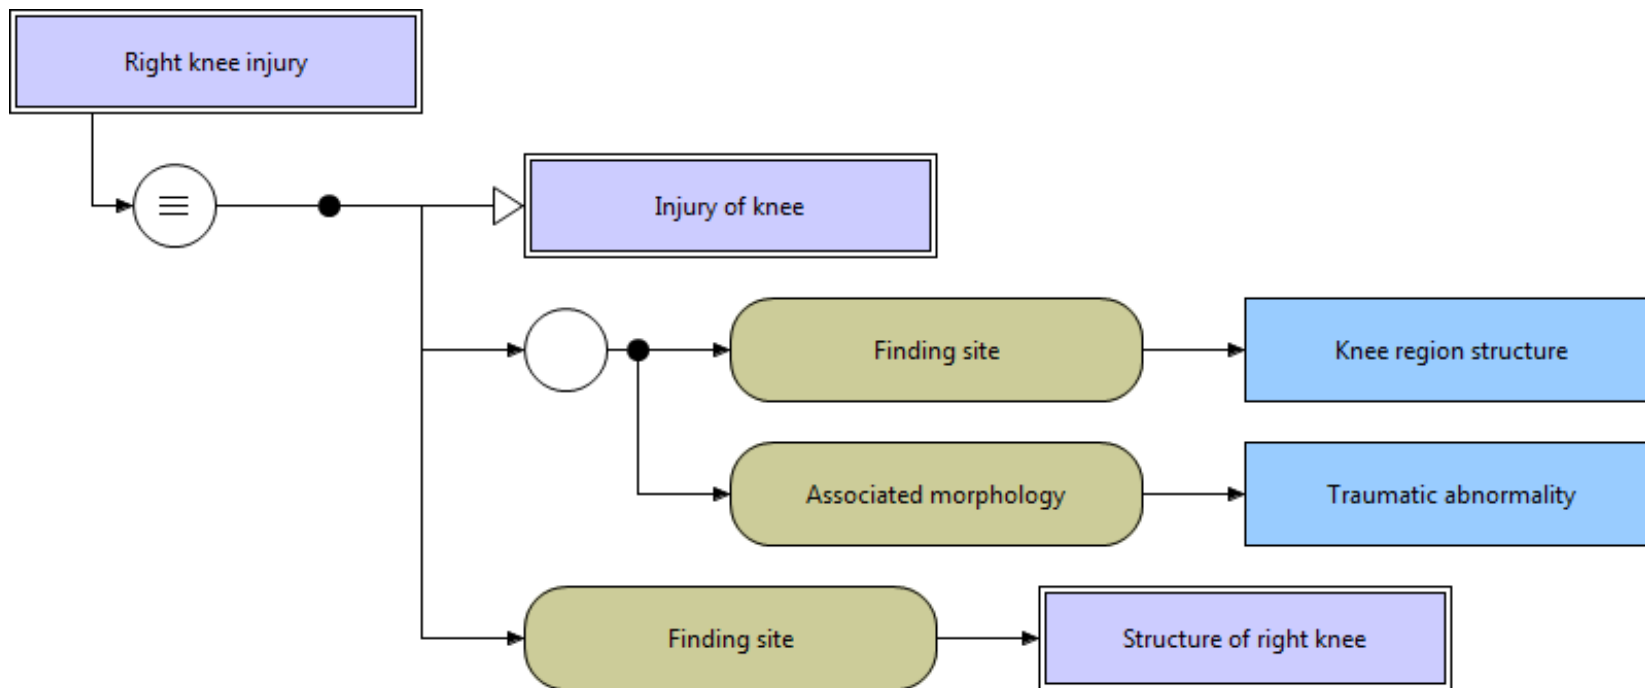 Right knee injury
Injury of knee
Finding site
Knee region structure
Associated morphology
Traumatic abnormality
Finding site
Structure of right knee